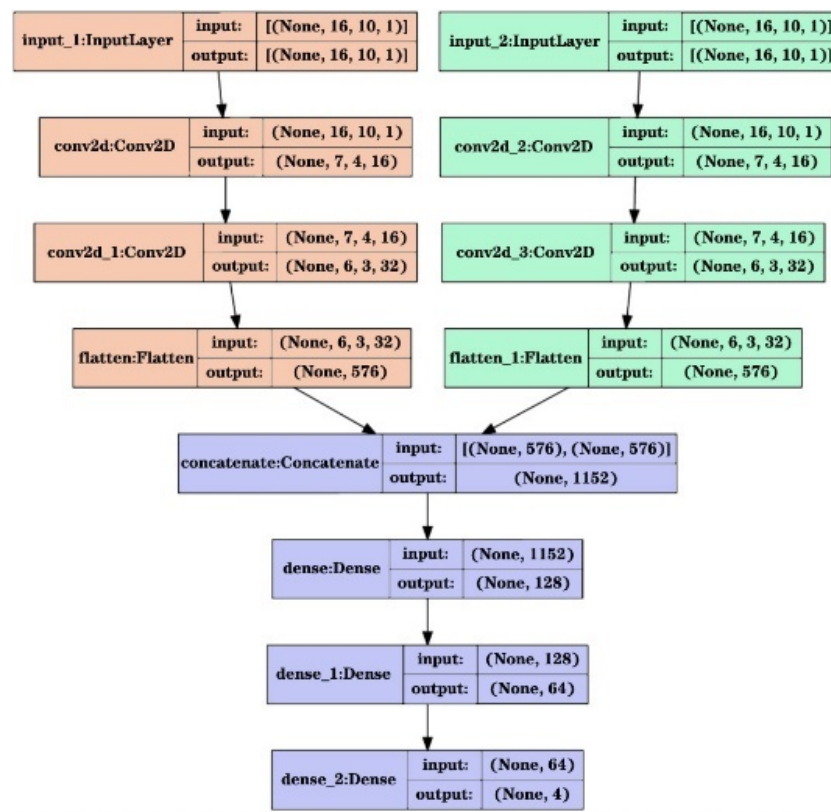 input_1:InputLayer input: [(None, 16, 10, 1)]
output: [(None, 16, 10, 1)]
input_2:InputLayer input: [(None, 16, 10, 1)]
output: [(None, 16, 10, 1)]
conv2d:Conv2D input: (None, 16, 10, 1)
output: (None, 7, 4, 16)
conv2d_2:Conv2D input: (None, 16, 10, 1)
output: (None, 7, 4, 16)
conv2d_1:Conv2D input: (None, 7, 4, 16)
output: (None, 6, 3, 32)
conv2d_3:Conv2D input: (None, 7, 4, 16)
output: (None, 6, 3, 32)
flatten:Flatten input: (None, 6, 3, 32)
output: (None, 576)
flatten_1:Flatten input: (None, 6, 3, 32)
output: (None, 576)
concatenate:Concatenate input: [(None, 576), (None, 576)]
output: (None, 1152)
dense:Dense input: (None, 1152)
output: (None, 128)
dense_1:Dense input: (None, 128)
output: (None, 64)
dense_2:Dense input: (None, 64)
output: (None, 4)